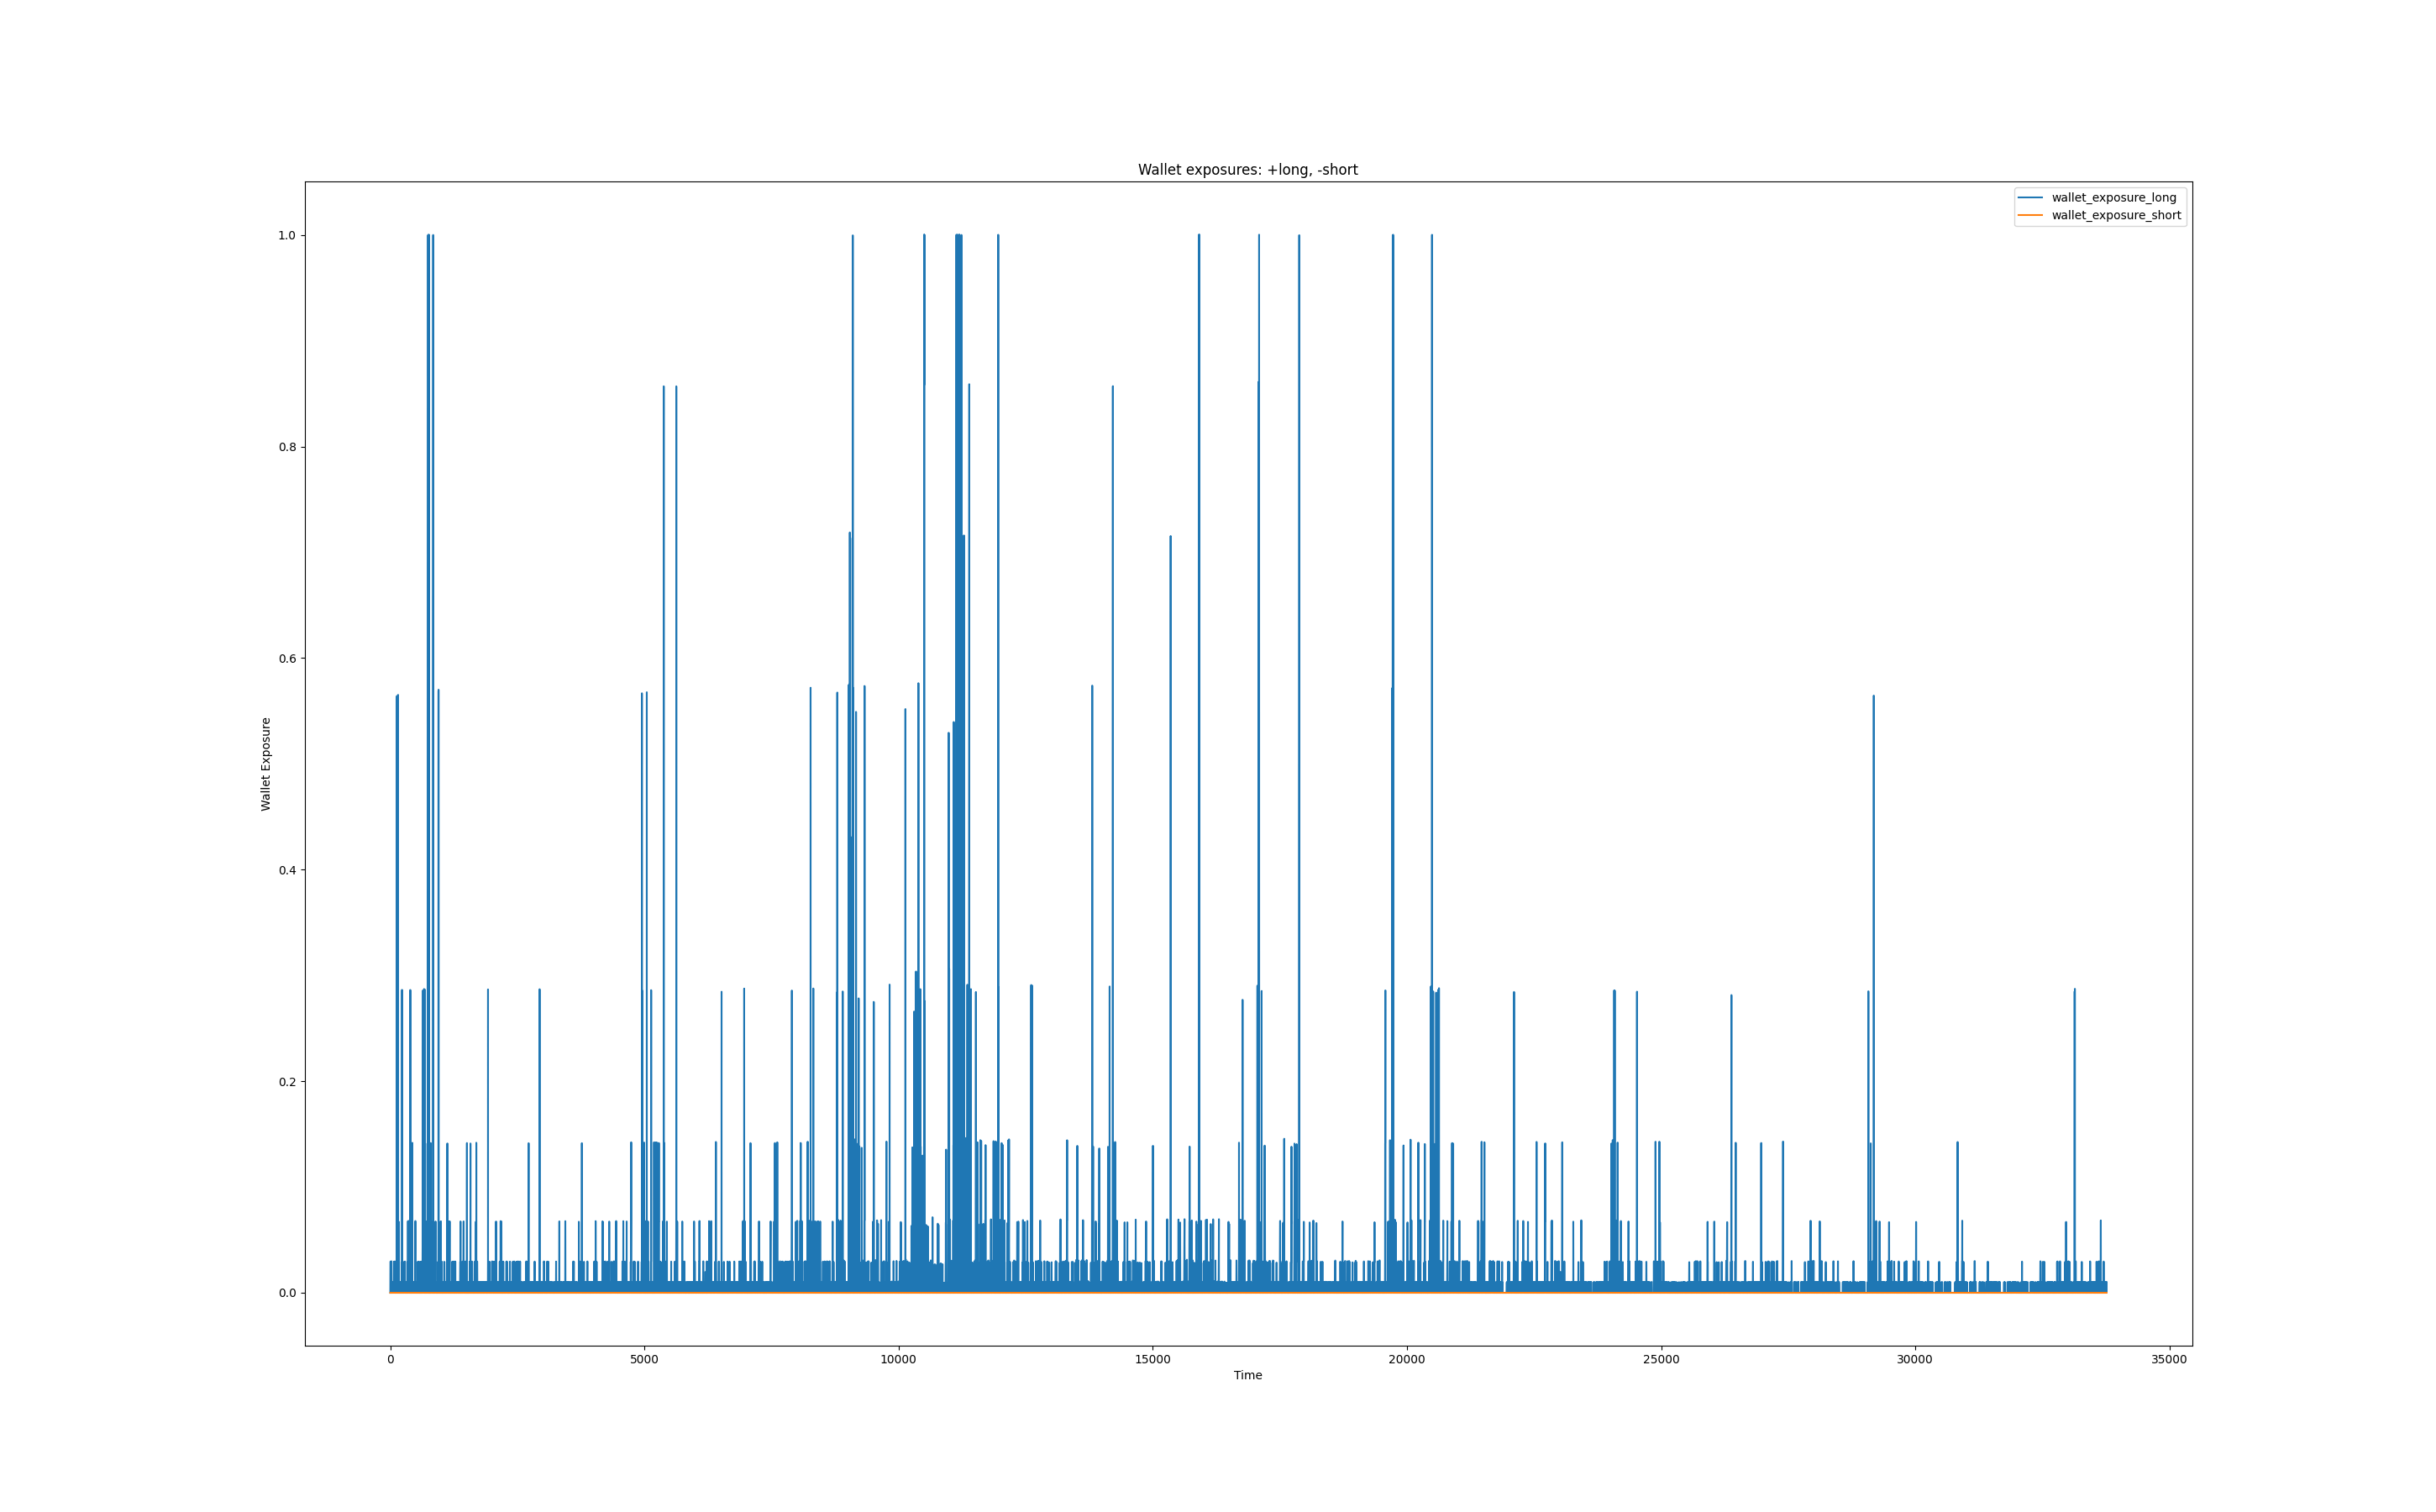 Wallet exposures: +long, -short
wallet_exposure_long
wallet_exposure_short
1.0
0.8
0.6
0.4
0.2
0.0
Wallet Exposure
0 5000 10000 15000 20000 25000 30000 35000
Time